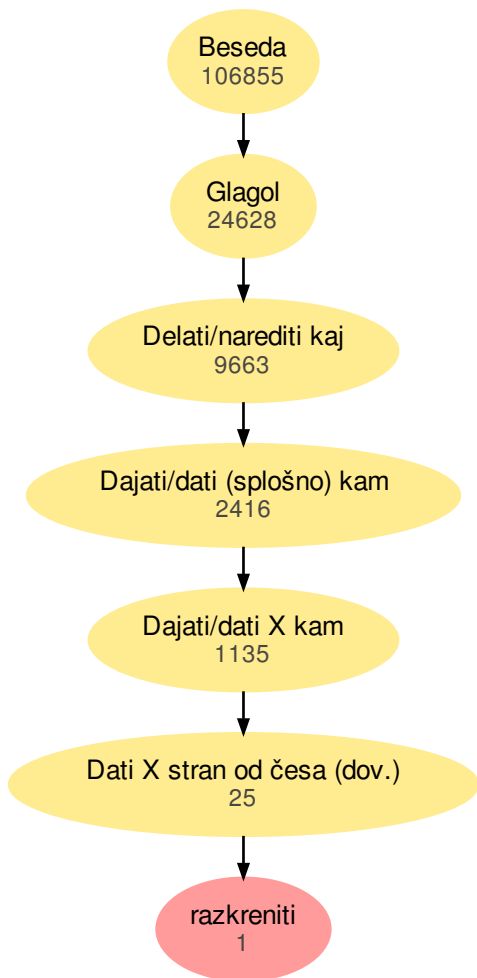 Beseda
106855
Glagol
24628
Delati/narediti kaj
9663
Dajati/dati (splošno) kam
2416
Dajati/dati X kam
1135
Dati X stran od česa (dov.)
25
razkreniti
1